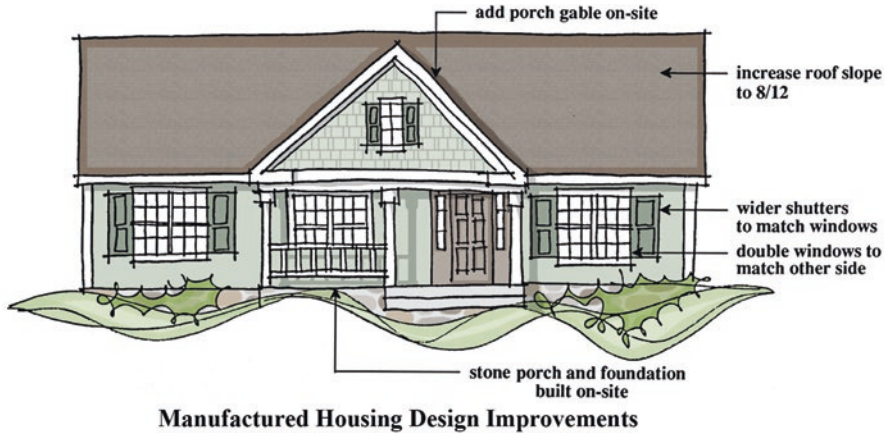 add porch gable on-site
increase roof slope
to 8/12
wider shutters
to match windows
double windows to
match other side
stone porch and foundation
built on-site
Manufactured Housing Design Improvements